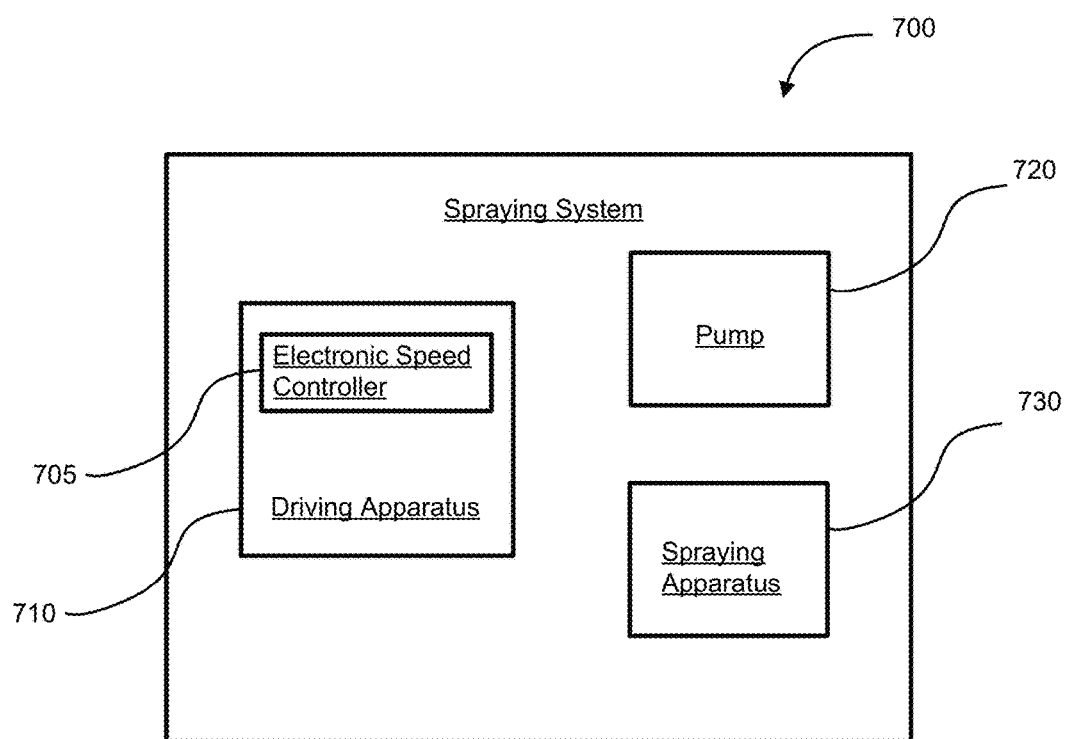 700
720
Spraying System
Pump
Electronic Speed
Controller
730
705
Driving Apparatus
Spraying
Apparatus
710